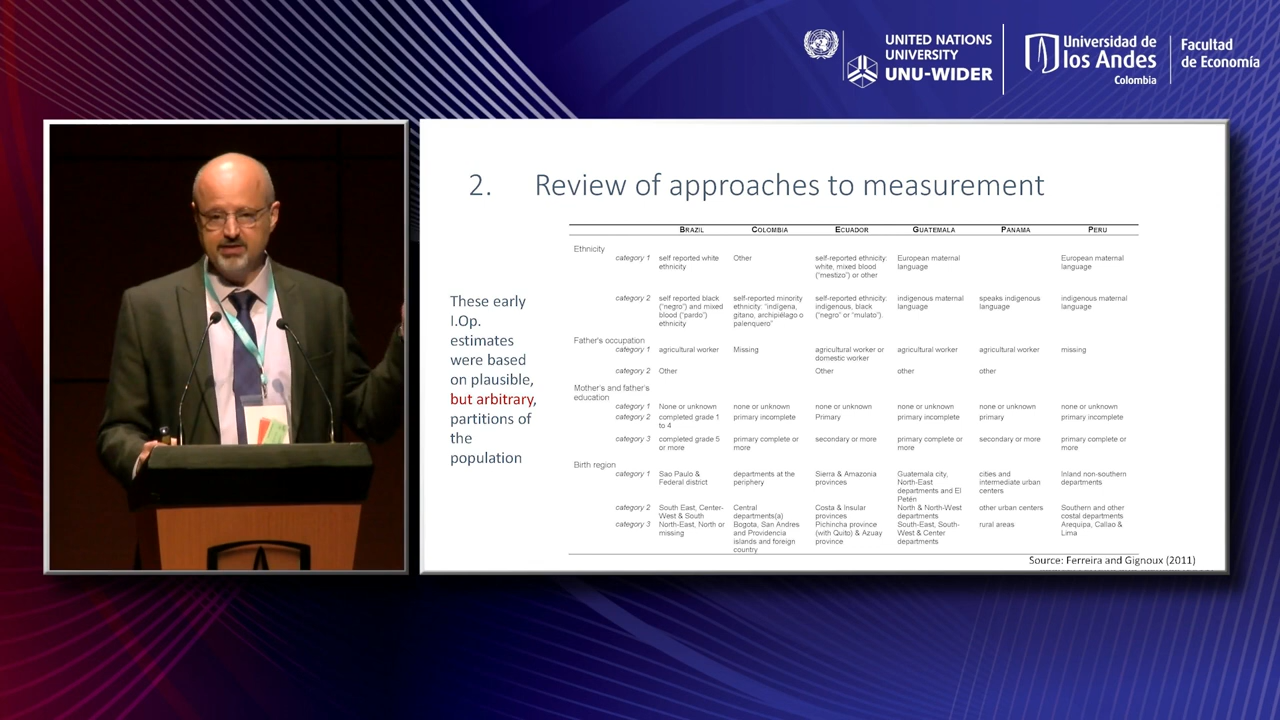 UNITED NATIONS
UNIVERSITY
UNU-WIDER
Universidad de
los Andes
Colombia
Facultad
de Economía
2. Review of approaches to measurement
These early
I.Op.
estimates
were based
on plausible,
but arbitrary,
partitions of
the
population
BRAZIL COLOMBIA ECUADOR GUATEMALA PANAMA PERU
Ethnicity
category 1 self reported white Other self-reported ethnicity: European maternal European maternal
ethnicity white, mixed blood language language
("mestizo") or other
category 2 self reported black self-reported minority self-reported ethnicity: indigenous maternal speaks indigenous indigenous maternal
("negro") and mixed ethnicity: "indígena, indigenous, black language language language
blood ("pardo") gitano, archipiélago o ("negro" or "mulato").
ethnicity palenquero"
Father's occupation
category 1 agricultural worker Missing agricultural worker or agricultural worker agricultural worker missing
domestic worker
category 2 Other Other other other
Mother's and father's
education
category 1 None or unknown none or unknown none or unknown none or unknown none or unknown none or unknown
category 2 completed grade 1 primary incomplete Primary primary incomplete primary primary incomplete
to 4
category 3 completed grade 5 primary complete or secondary or more primary complete or secondary or more primary complete or
or more more more more
Birth region
category 1 Sao Paulo & departments at the Sierra & Amazonia Guatemala city, cities and Inland non-southern
Federal district periphery provinces North-East intermediate urban departments
departments and El centers
Petén
category 2 South East, Center- Central Costa & Insular North & North-West other urban centers Southern and other
West & South departments(a) provinces departments costal departments
category 3 North-East, North or Bogota, San Andres Pichincha province South-East, South- rural areas Arequipa, Callao &
missing and Providencia (with Quito) & Azuay West & Center Lima
islands and foreign province departments
country
Source: Ferreira and Gignoux (2011)